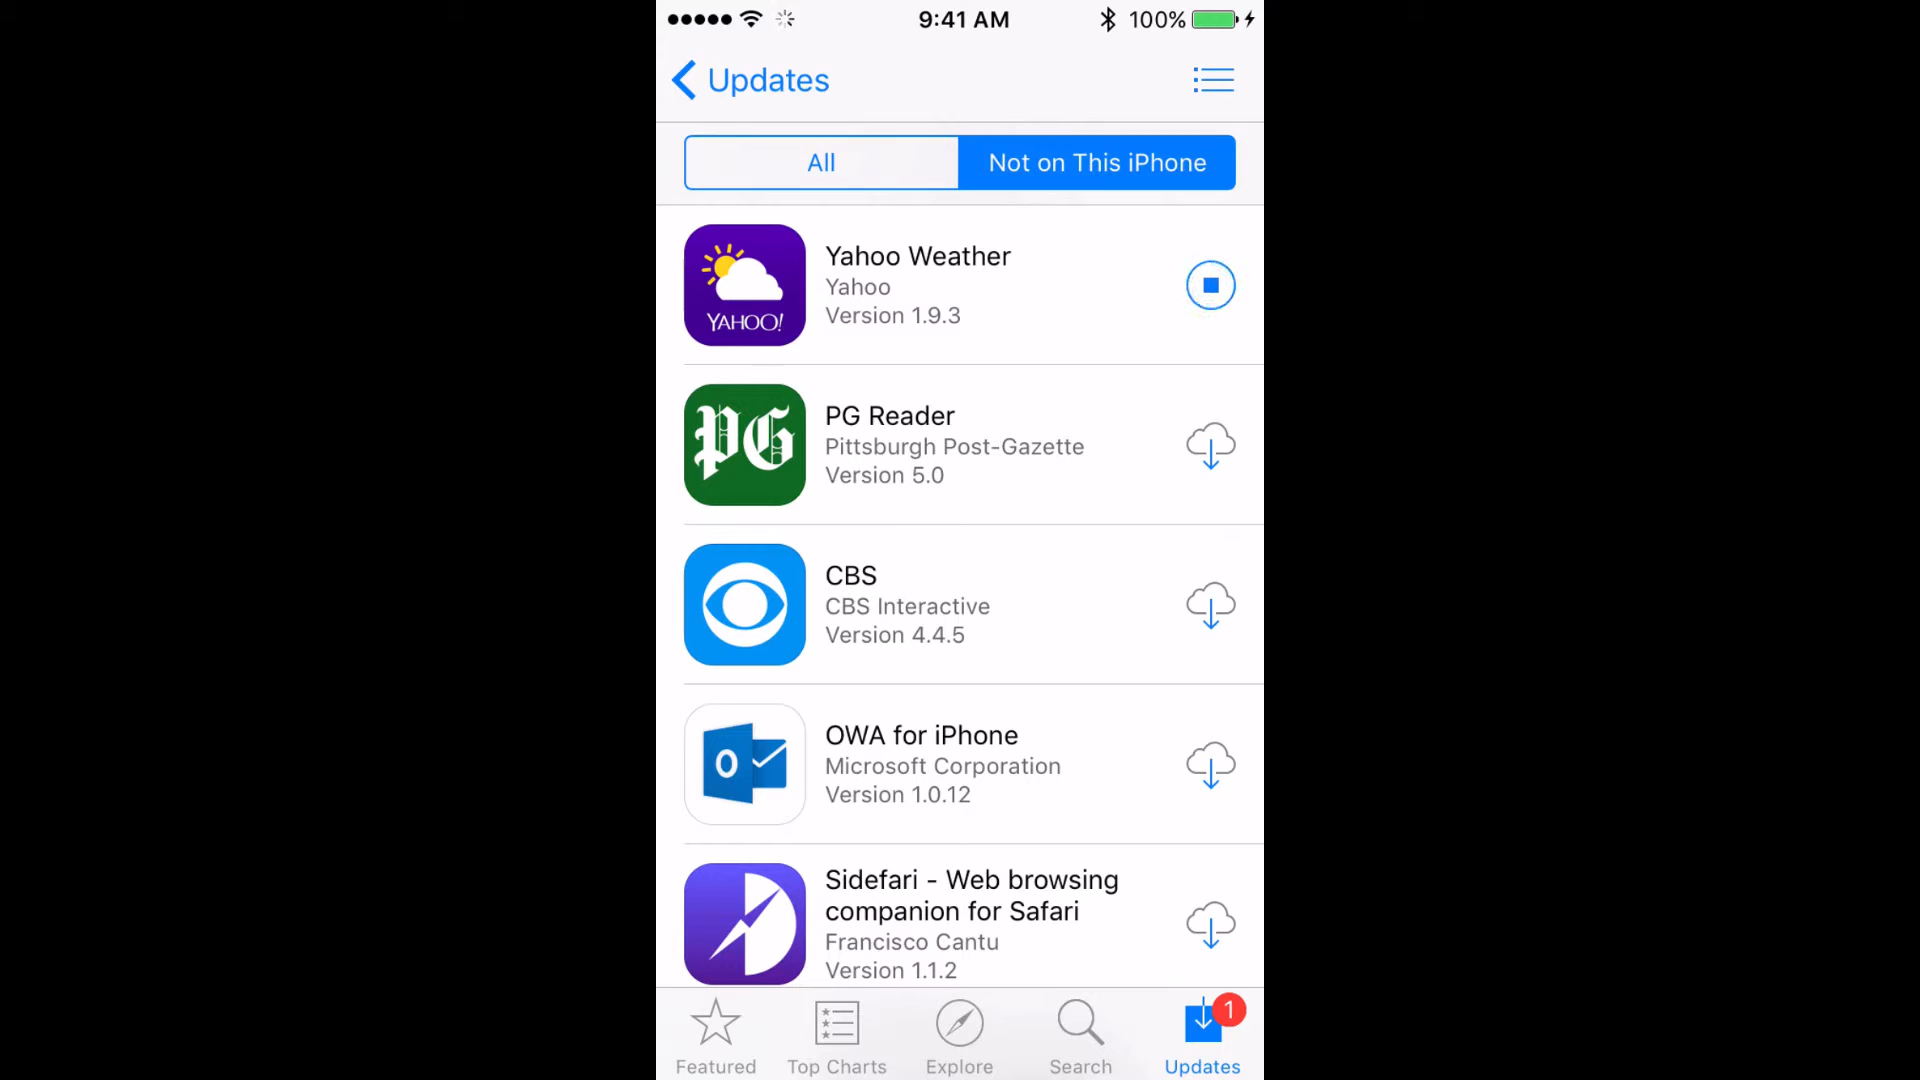 9:41 AM
100%
Updates
All
Not on This iPhone
YAHOO!
Yahoo Weather
Yahoo
Version 1.9.3
PG
PG Reader
Pittsburgh Post-Gazette
Version 5.0
CBS
CBS Interactive
Version 4.4.5
O
OWA for iPhone
Microsoft Corporation
Version 1.0.12
Sidefari - Web browsing
companion for Safari
Francisco Cantu
Version 1.1.2
1
Featured
Top Charts
Explore
Search
Updates